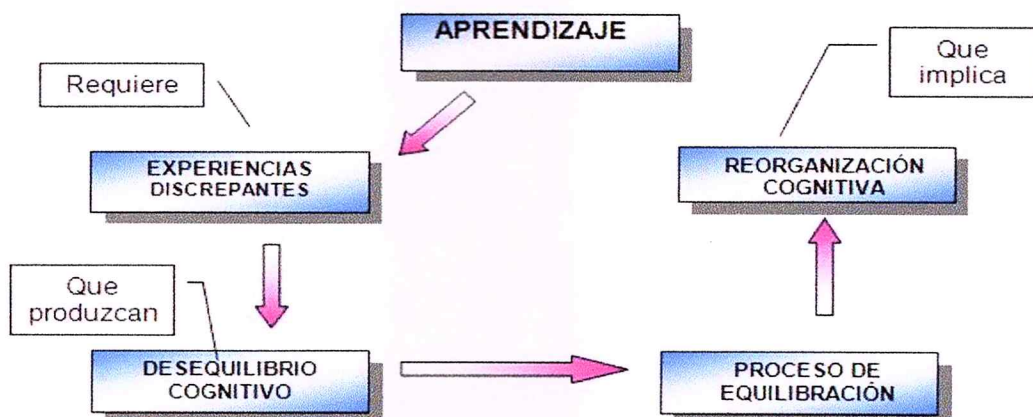 APRENDIZAJE
Requiere
Que
implica
EXPERIENCIAS
DISCREPANTES
REORGANIZACIÓN
COGNITIVA
Que
produzcan
DESEQUILIBRIO
COGNITIVO
PROCESO DE
EQUILIBRACIÓN